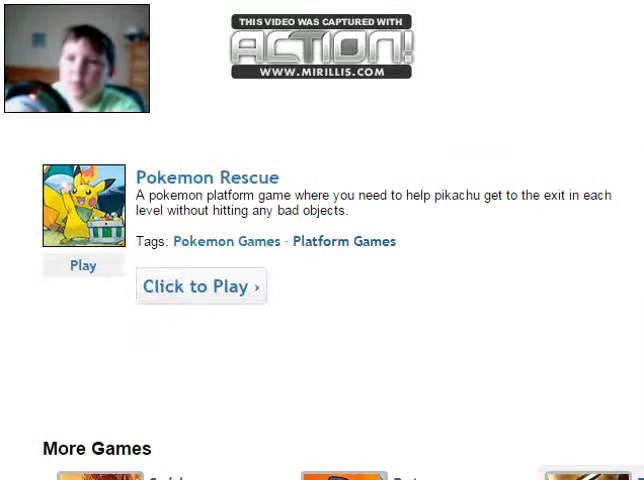 THIS VIDEO WAS CAPTURED WITH
ACTION!
WWW.MIRILLIS.COM
Pokemon Rescue
A pokemon platform game where you need to help pikachu get to the exit in each
level without hitting any bad objects.
Tags: Pokemon Games · Platform Games
Play
Click to Play ›
More Games